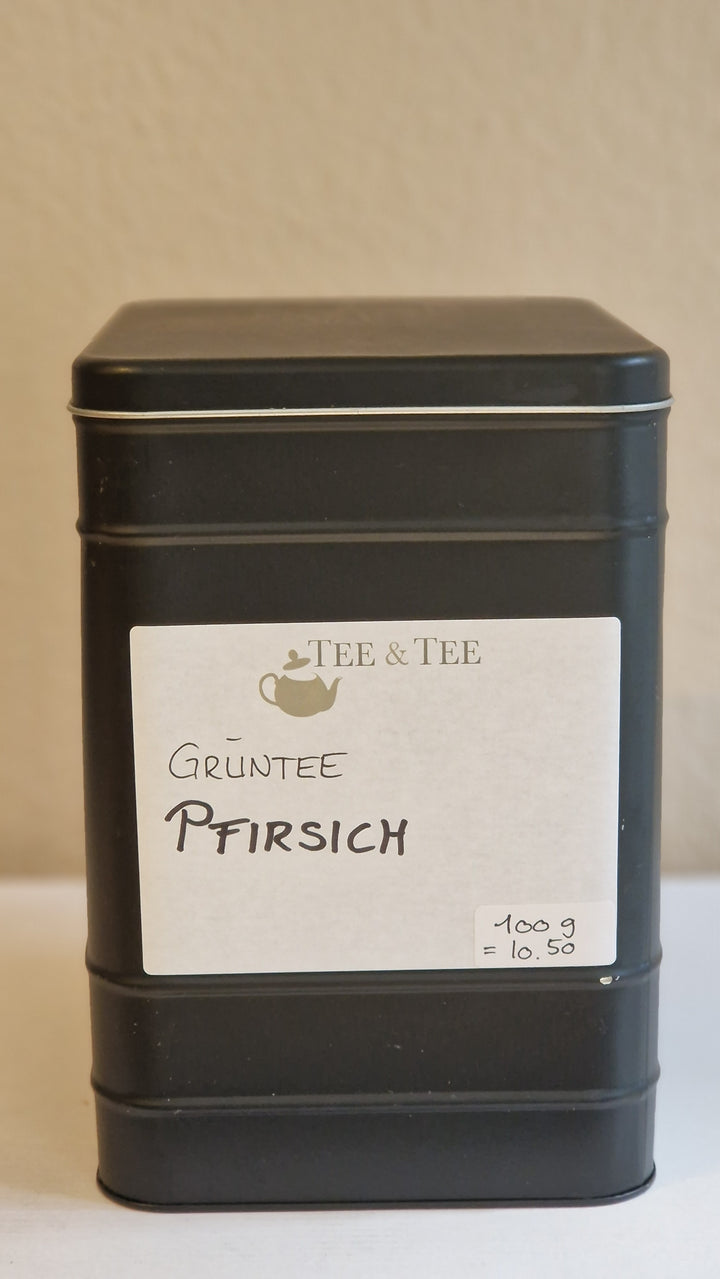 TEE & TEE
GRÜNTEE
PFIRSICH
100 g
= 10.50